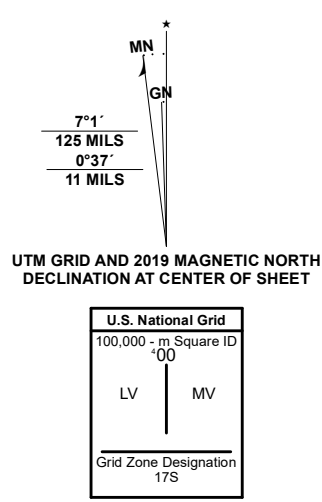 MN
GN
7°1´
125 MILS
0°37´
11 MILS
UTM GRID AND 2019 MAGNETIC NORTH
DECLINATION AT CENTER OF SHEET
U.S. National Grid
100,000 - m Square ID
⁴00
LV MV
Grid Zone Designation
17S